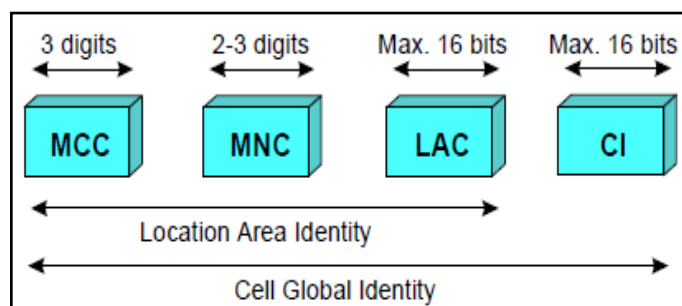 3 digits 2-3 digits Max. 16 bits Max. 16 bits
MCC MNC LAC CI
Location Area Identity
Cell Global Identity